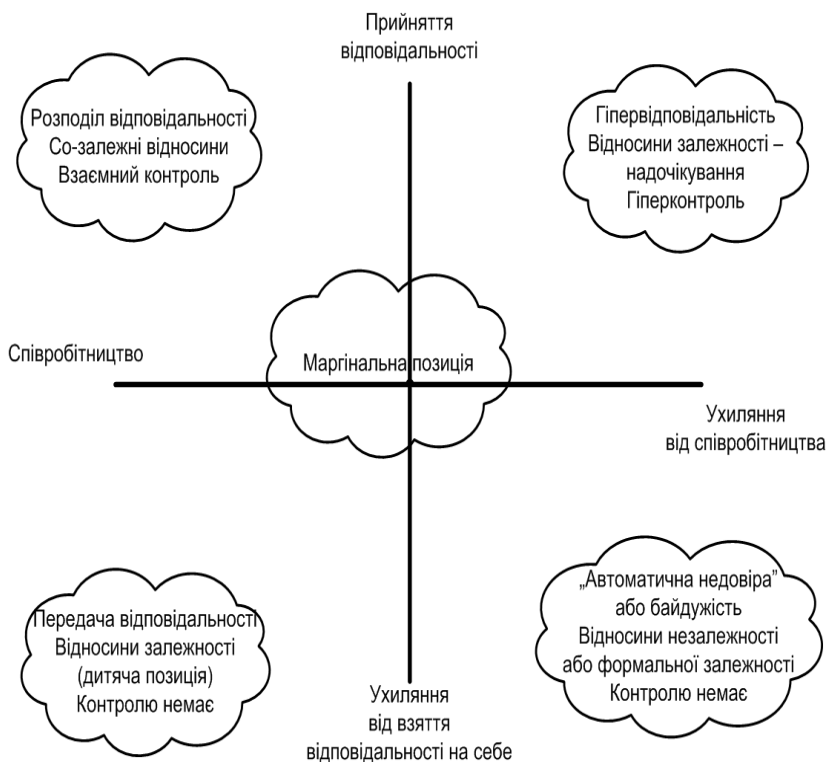 Прийняття
відповідальності
Розподіл відповідальності
Со-залежні відносини
Взаємний контроль
Гіпервідповідальність
Відносини залежності –
надочікування
Гіперконтроль
Співробітництво
Маргінальна позиція
Ухиляння
від співробітництва
Передача відповідальності
Відносини залежності
(дитяча позиція)
Контролю немає
„Автоматична недовіра”
або байдужість
Відносини незалежності
або формальної залежності
Контролю немає
Ухиляння
від взяття
відповідальності на себе